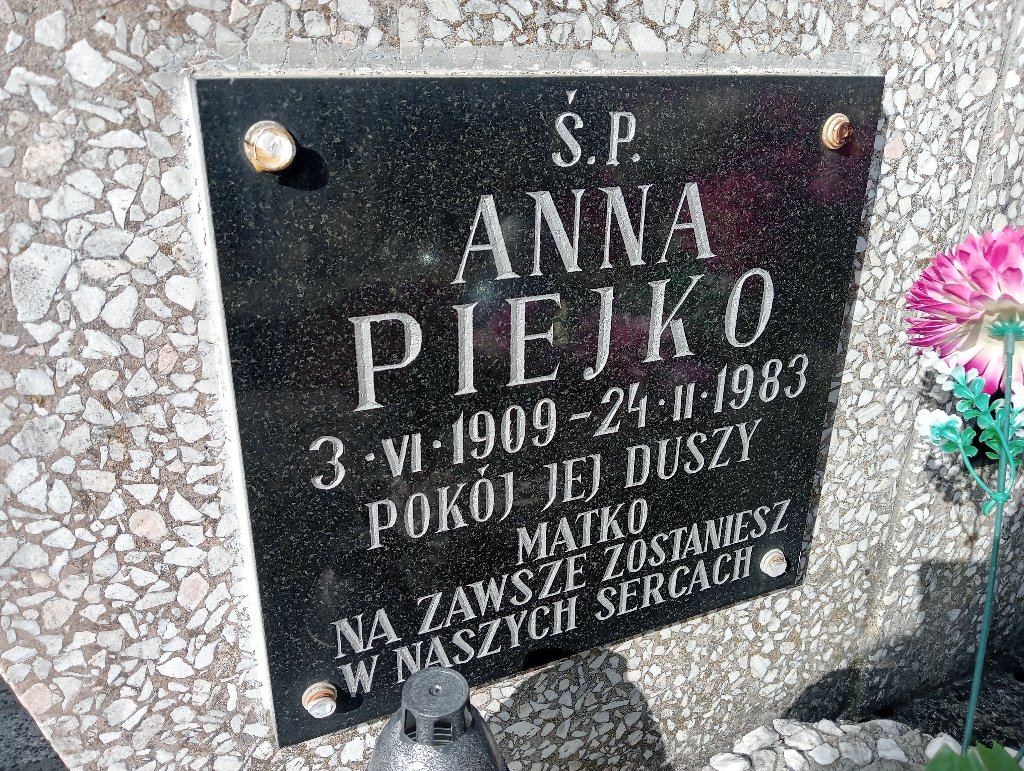 Ś.P.
ANNA
PIEJKO
3·VI·1909–24·II·1983
POKÓJ JEJ DUSZY
MATKO
NA ZAWSZE ZOSTANIESZ
W NASZYCH SERCACH